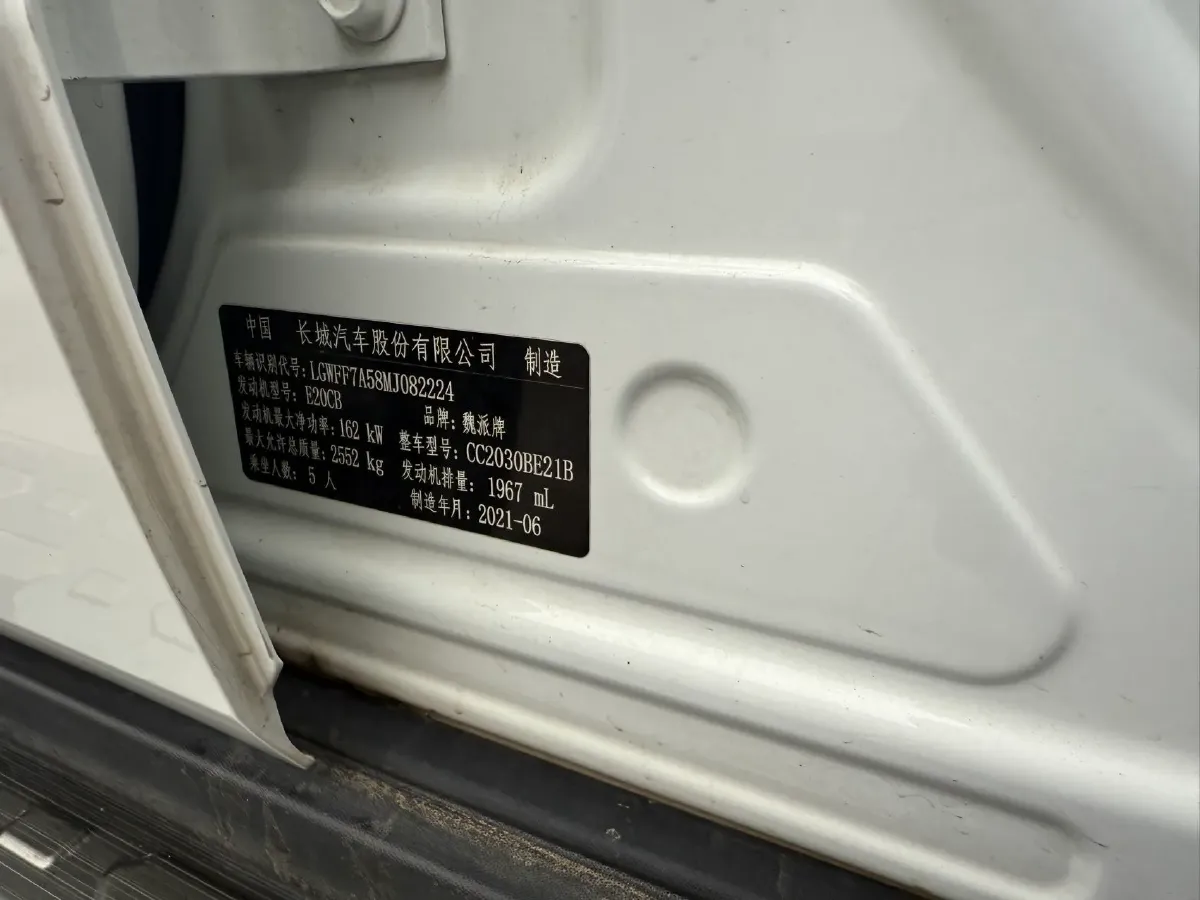 中国 长城汽车股份有限公司 制造
车辆识别代号:LGWFF7A58MJ082224
发动机型号: E20CB 品牌: 魏派牌
发动机最大净功率:162 kW 整车型号: CC2030BE21B
最大允许总质量: 2552 kg 发动机排量: 1967 mL
乘坐人数: 5 人 制造年月: 2021-06